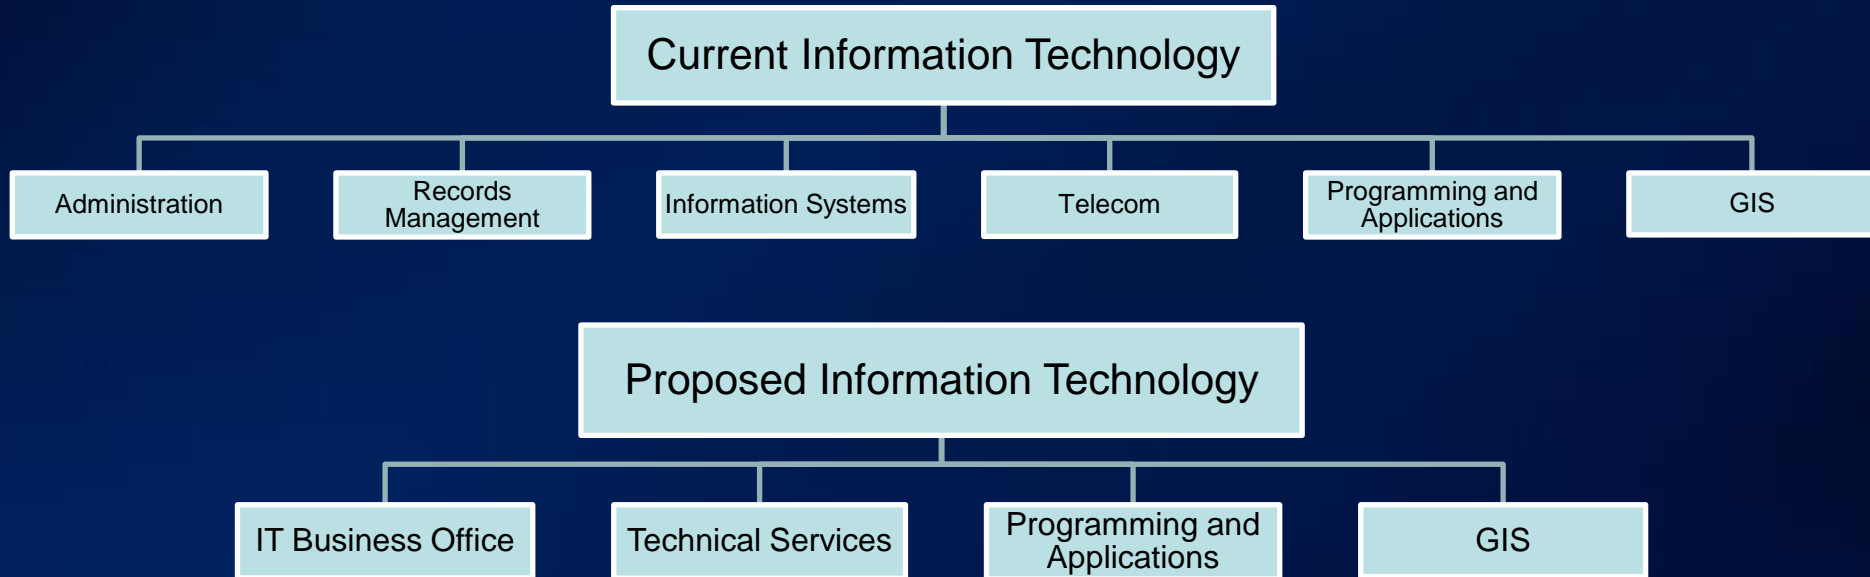 Current Information Technology
Administration
Records
Management
Information Systems
Telecom
Programming and
Applications
GIS
Proposed Information Technology
IT Business Office
Technical Services
Programming and
Applications
GIS